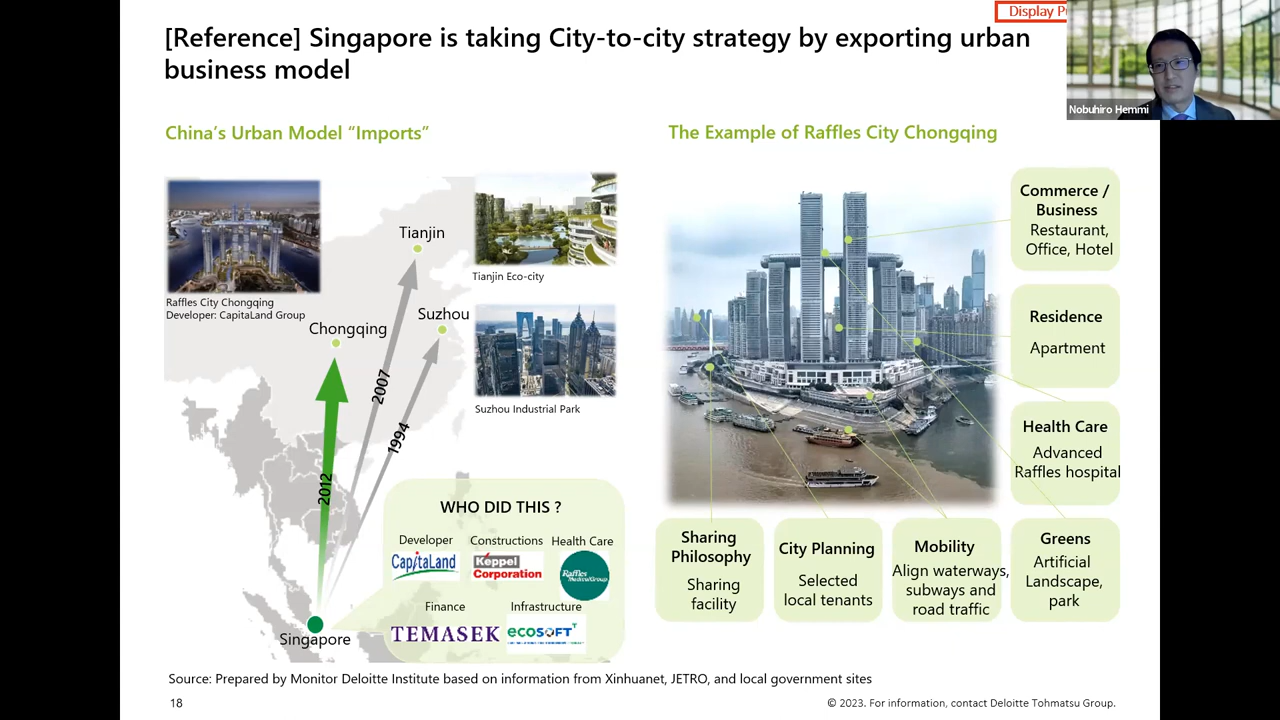 Display P
[Reference] Singapore is taking City-to-city strategy by exporting urban
business model
Nobuhiro Hemmi
China's Urban Model "Imports"
The Example of Raffles City Chongqing
Tianjin
Tianjin Eco-city
Raffles City Chongqing
Developer: CapitaLand Group
Chongqing
Suzhou
Suzhou Industrial Park
2007
1994
2012
Singapore
WHO DID THIS ?
Developer
Constructions
Health Care
CapitaLand
Keppel
Corporation
RafflesMedicalGroup
Finance
Infrastructure
TEMASEK
ECOSOFTT
Commerce /
Business
Restaurant,
Office, Hotel
Residence
Apartment
Health Care
Advanced
Raffles hospital
Sharing
Philosophy
Sharing
facility
City Planning
Selected
local tenants
Mobility
Align waterways,
subways and
road traffic
Greens
Artificial
Landscape,
park
Source: Prepared by Monitor Deloitte Institute based on information from Xinhuanet, JETRO, and local government sites
18
© 2023. For information, contact Deloitte Tohmatsu Group.